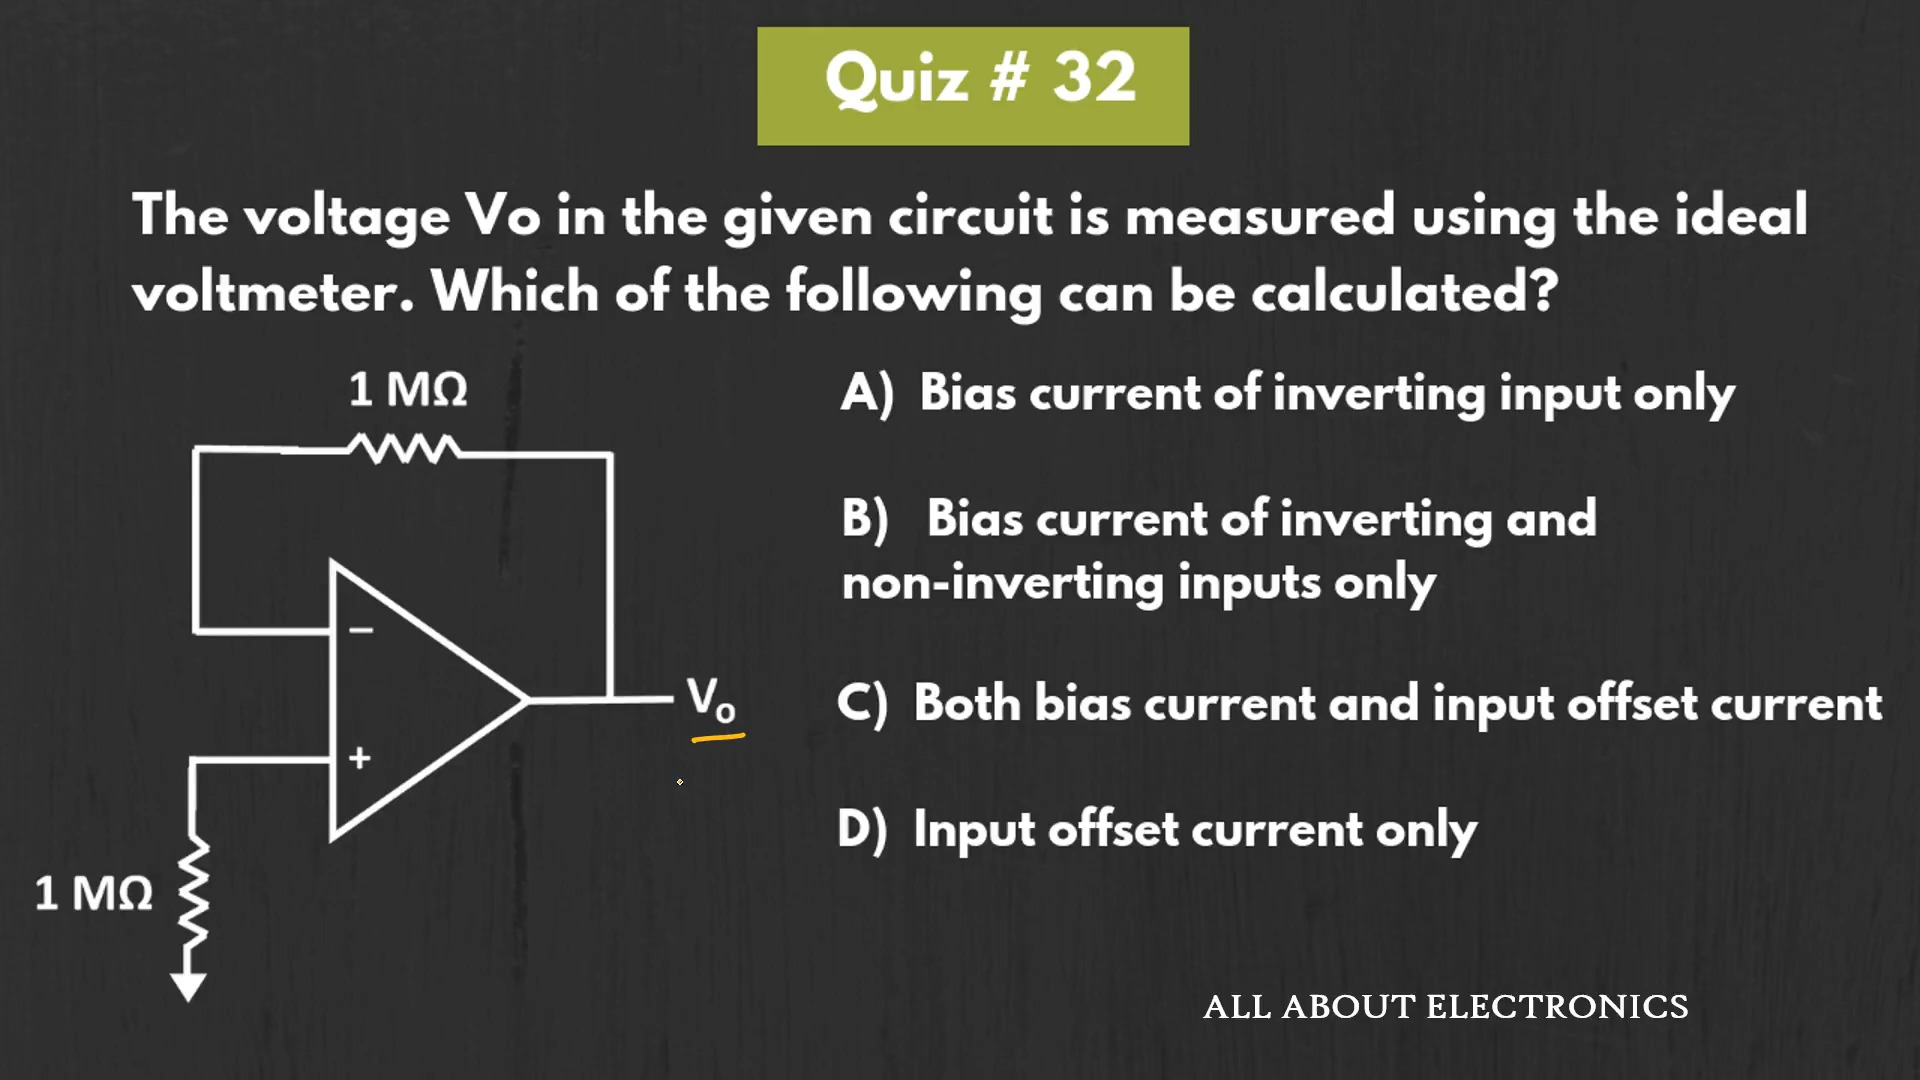 Quiz # 32
The voltage Vo in the given circuit is measured using the ideal
voltmeter. Which of the following can be calculated?
1 MΩ
A) Bias current of inverting input only
B) Bias current of inverting and
non-inverting inputs only
−
Vo
C) Both bias current and input offset current
+
D) Input offset current only
1 MΩ
ALL ABOUT ELECTRONICS